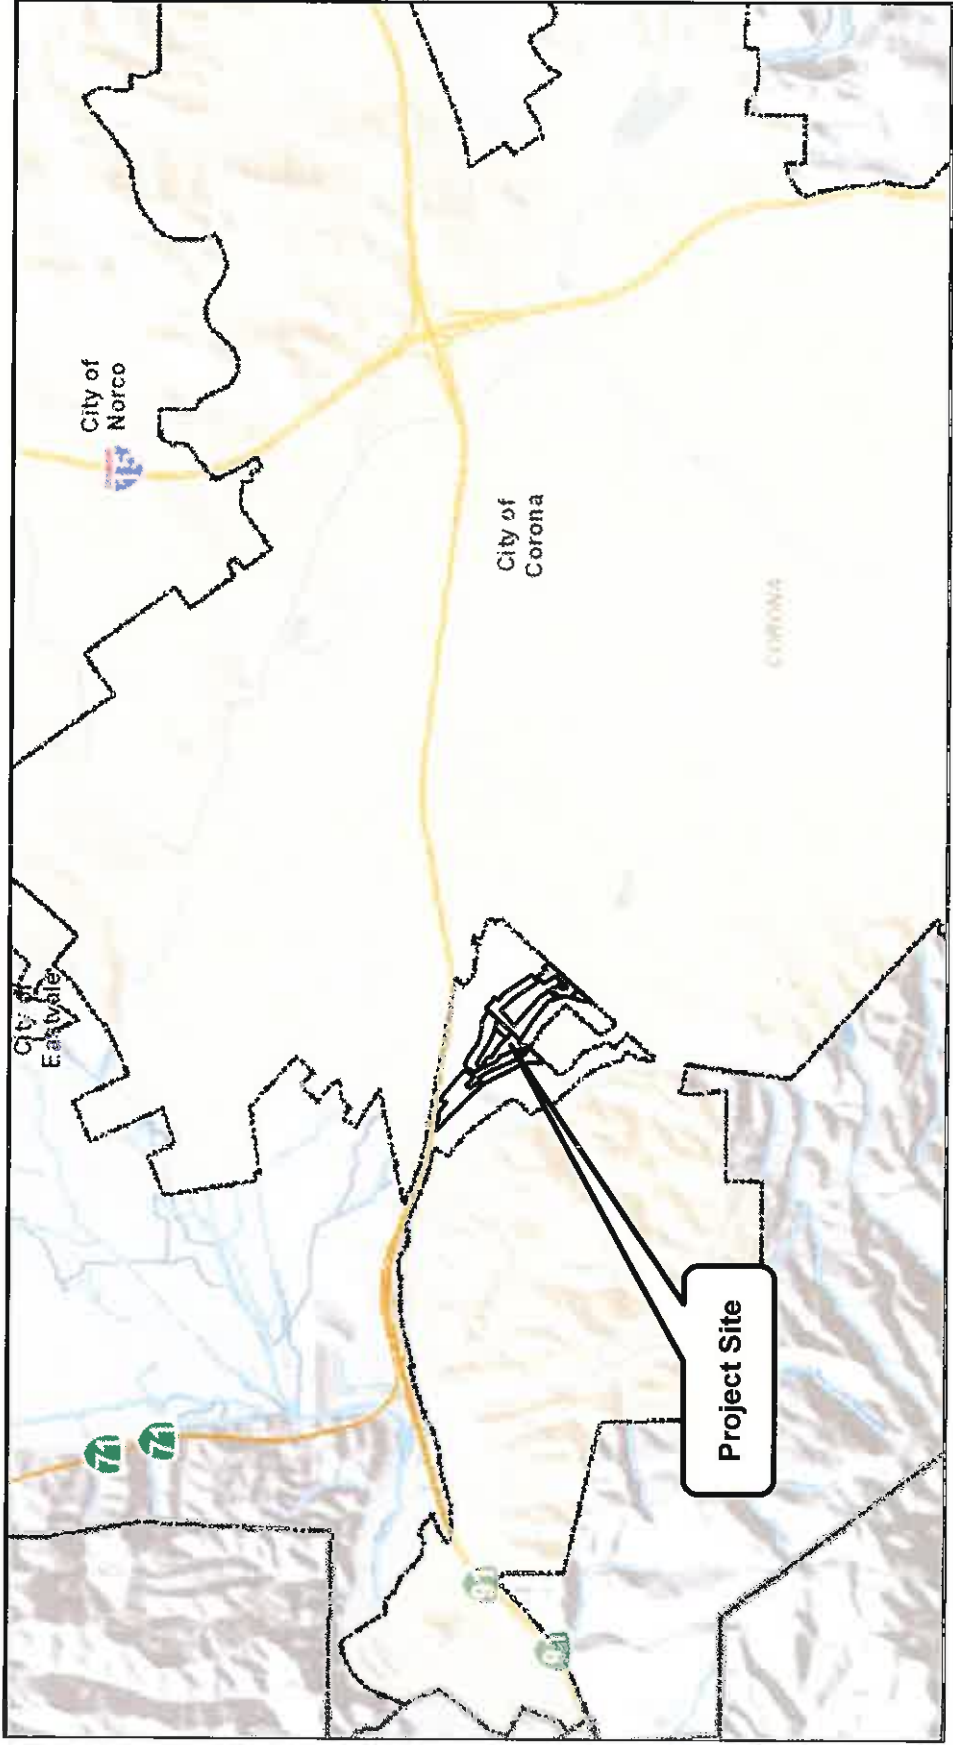 City of
Eastvale
City of
Norco
15
71
71
City of
Corona
CORONA
Project Site
91
91